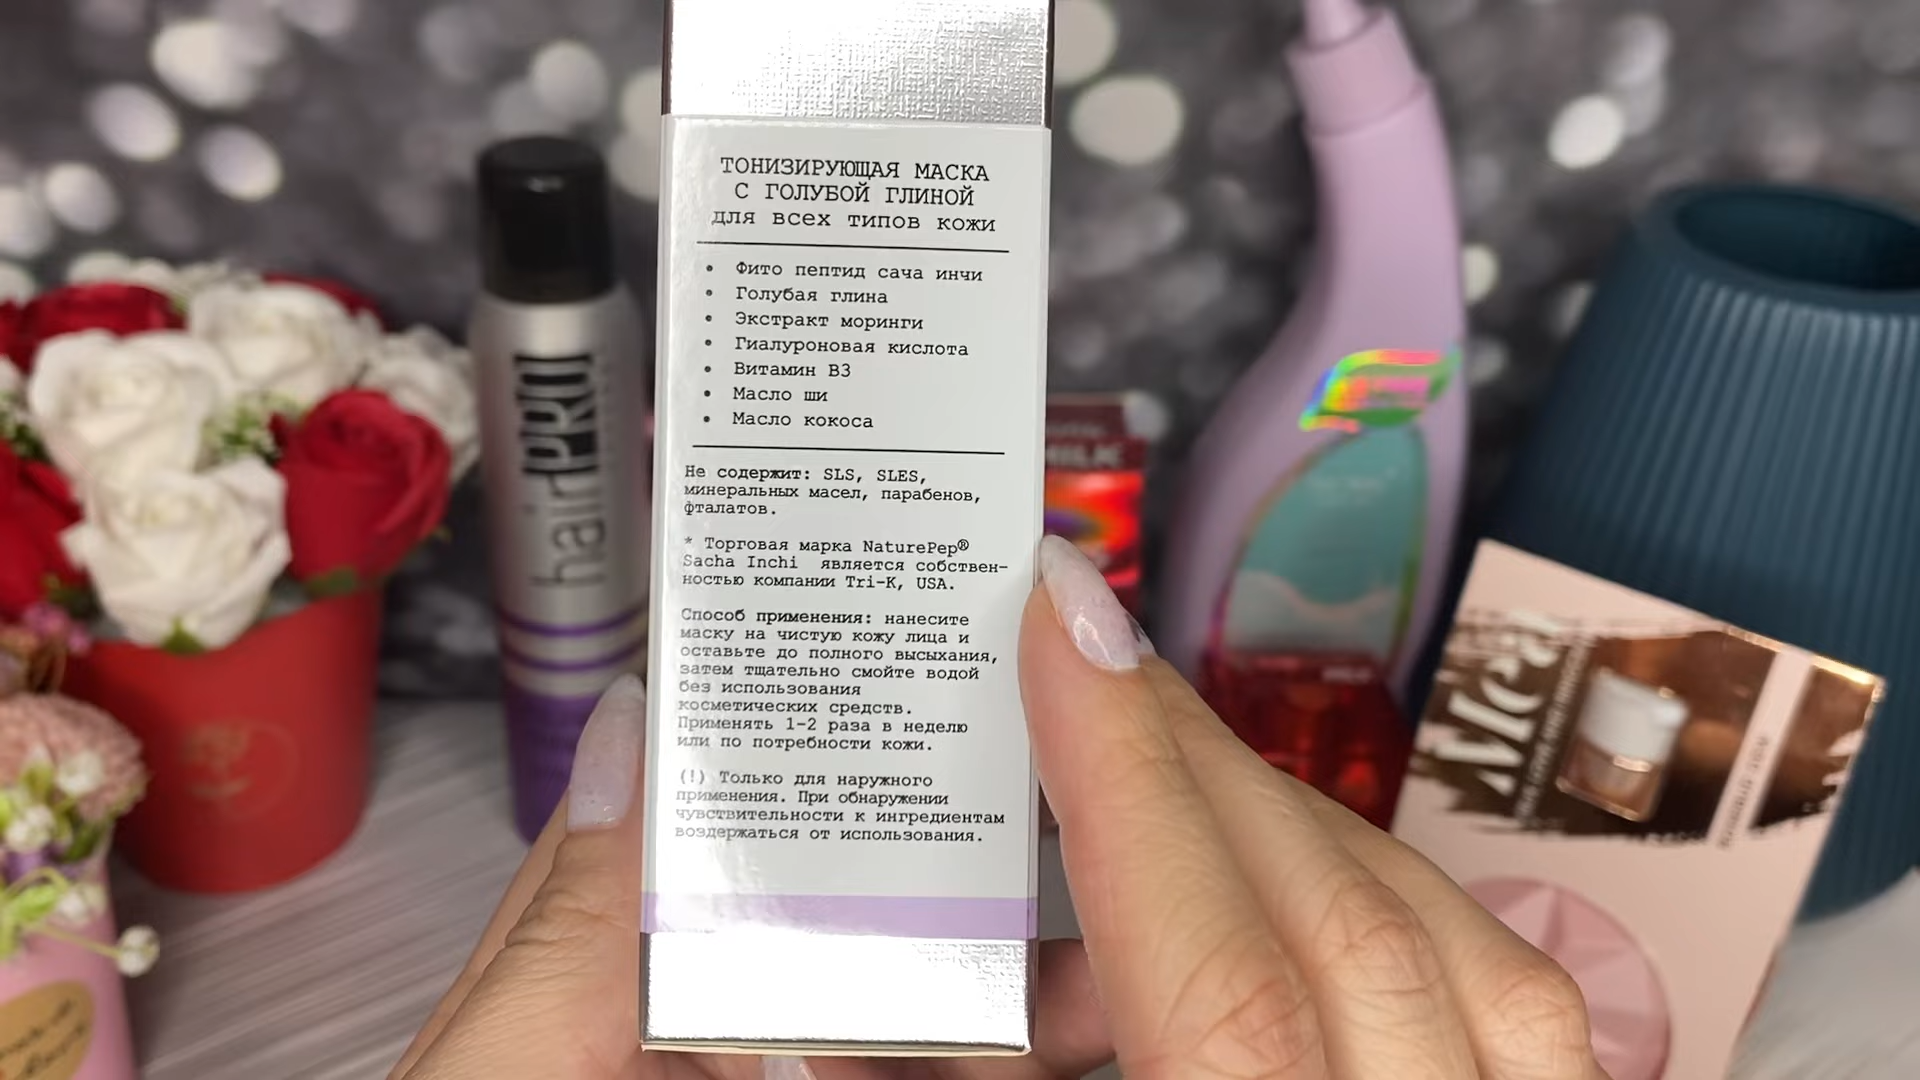 ТОНИЗИРУЮЩАЯ МАСКА
С ГОЛУБОЙ ГЛИНОЙ
для всех типов кожи
• Фито пептид сача инчи
• Голубая глина
• Экстракт моринги
• Гиалуроновая кислота
• Витамин В3
• Масло ши
• Масло кокоса
Не содержит: SLS, SLES,
минеральных масел, парабенов,
фталатов.
* Торговая марка NaturePep®
Sacha Inchi является собствен-
ностью компании Tri-K, USA.
Способ применения: нанесите
маску на чистую кожу лица и
оставьте до полного высыхания,
затем тщательно смойте водой
без использования
косметических средств.
Применять 1-2 раза в неделю
или по потребности кожи.
(!) Только для наружного
применения. При обнаружении
чувствительности к ингредиентам
воздержаться от использования.
hairPRO
MILK